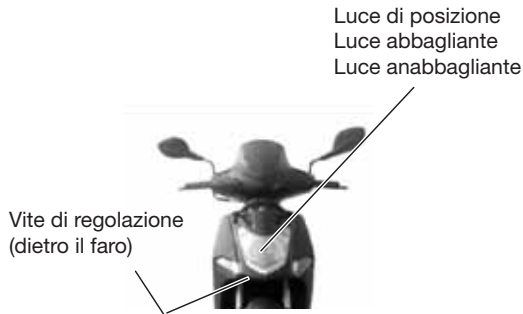 Luce di posizione
Luce abbagliante
Luce anabbagliante
Vite di regolazione
(dietro il faro)